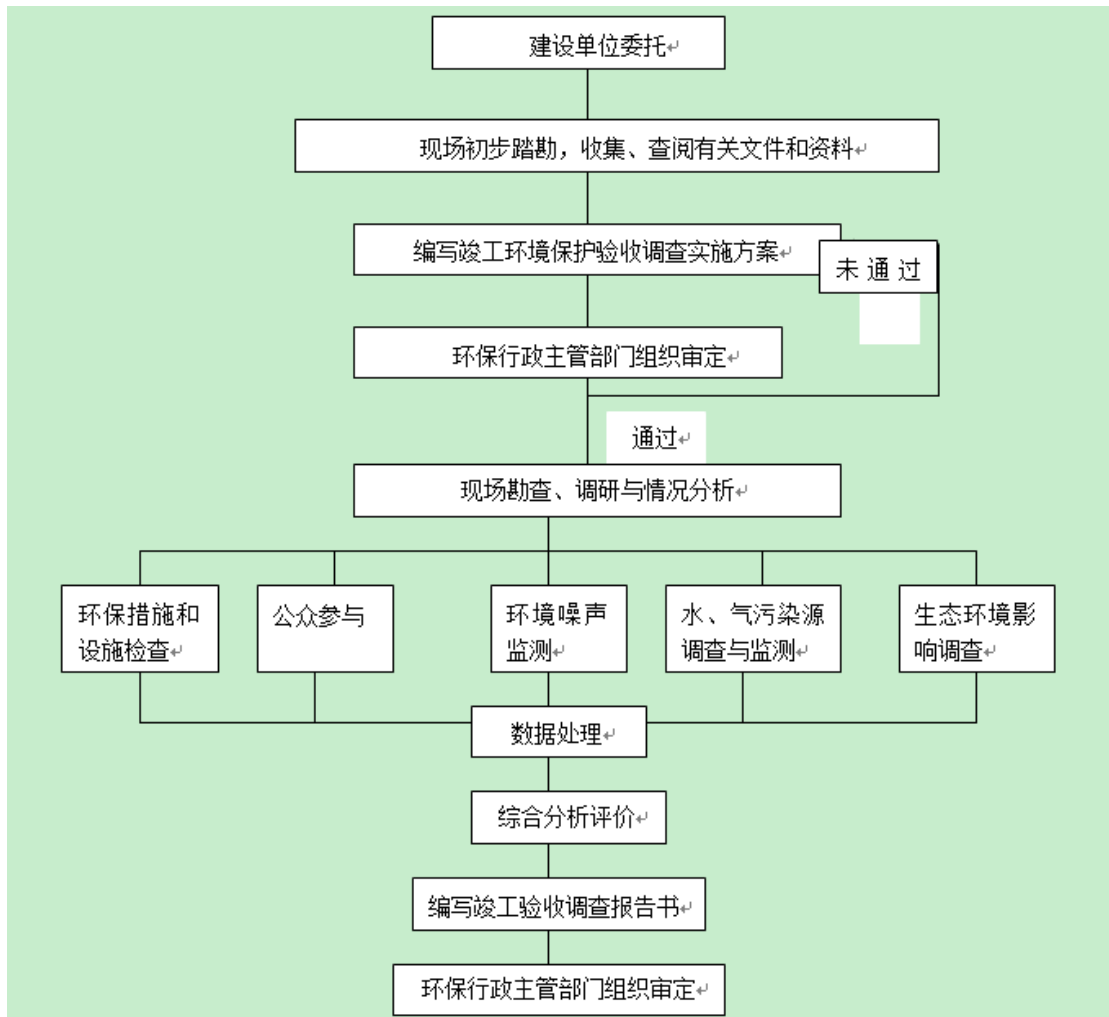 建设单位委托
现场初步踏勘，收集、查阅有关文件和资料
编写竣工环境保护验收调查实施方案
未通过
环保行政主管部门组织审定
通过
现场勘查、调研与情况分析
环保措施和
设施检查
公众参与
环境噪声
监测
水、气污染源
调查与监测
生态环境影
响调查
数据处理
综合分析评价
编写竣工验收调查报告书
环保行政主管部门组织审定